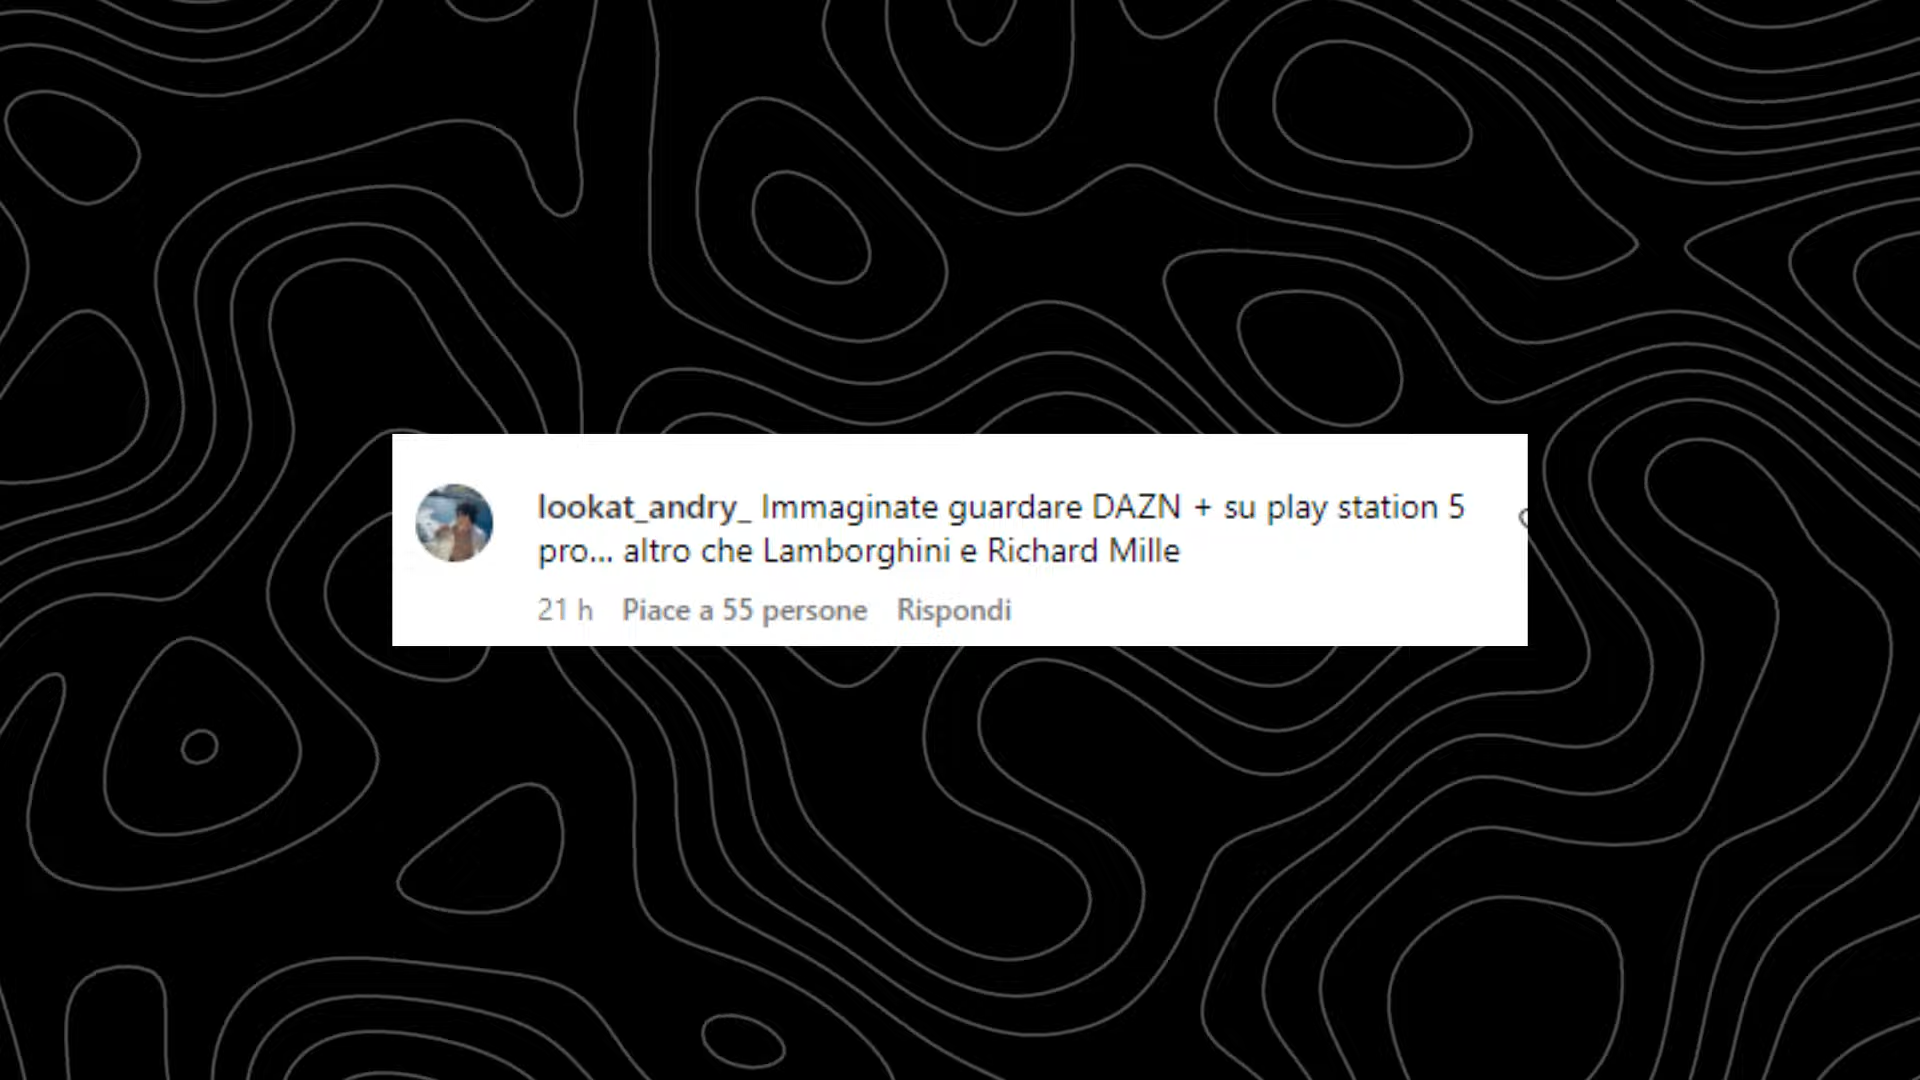 lookat_andry_ Immaginate guardare DAZN + su play station 5
pro... altro che Lamborghini e Richard Mille
21 h Piace a 55 persone Rispondi